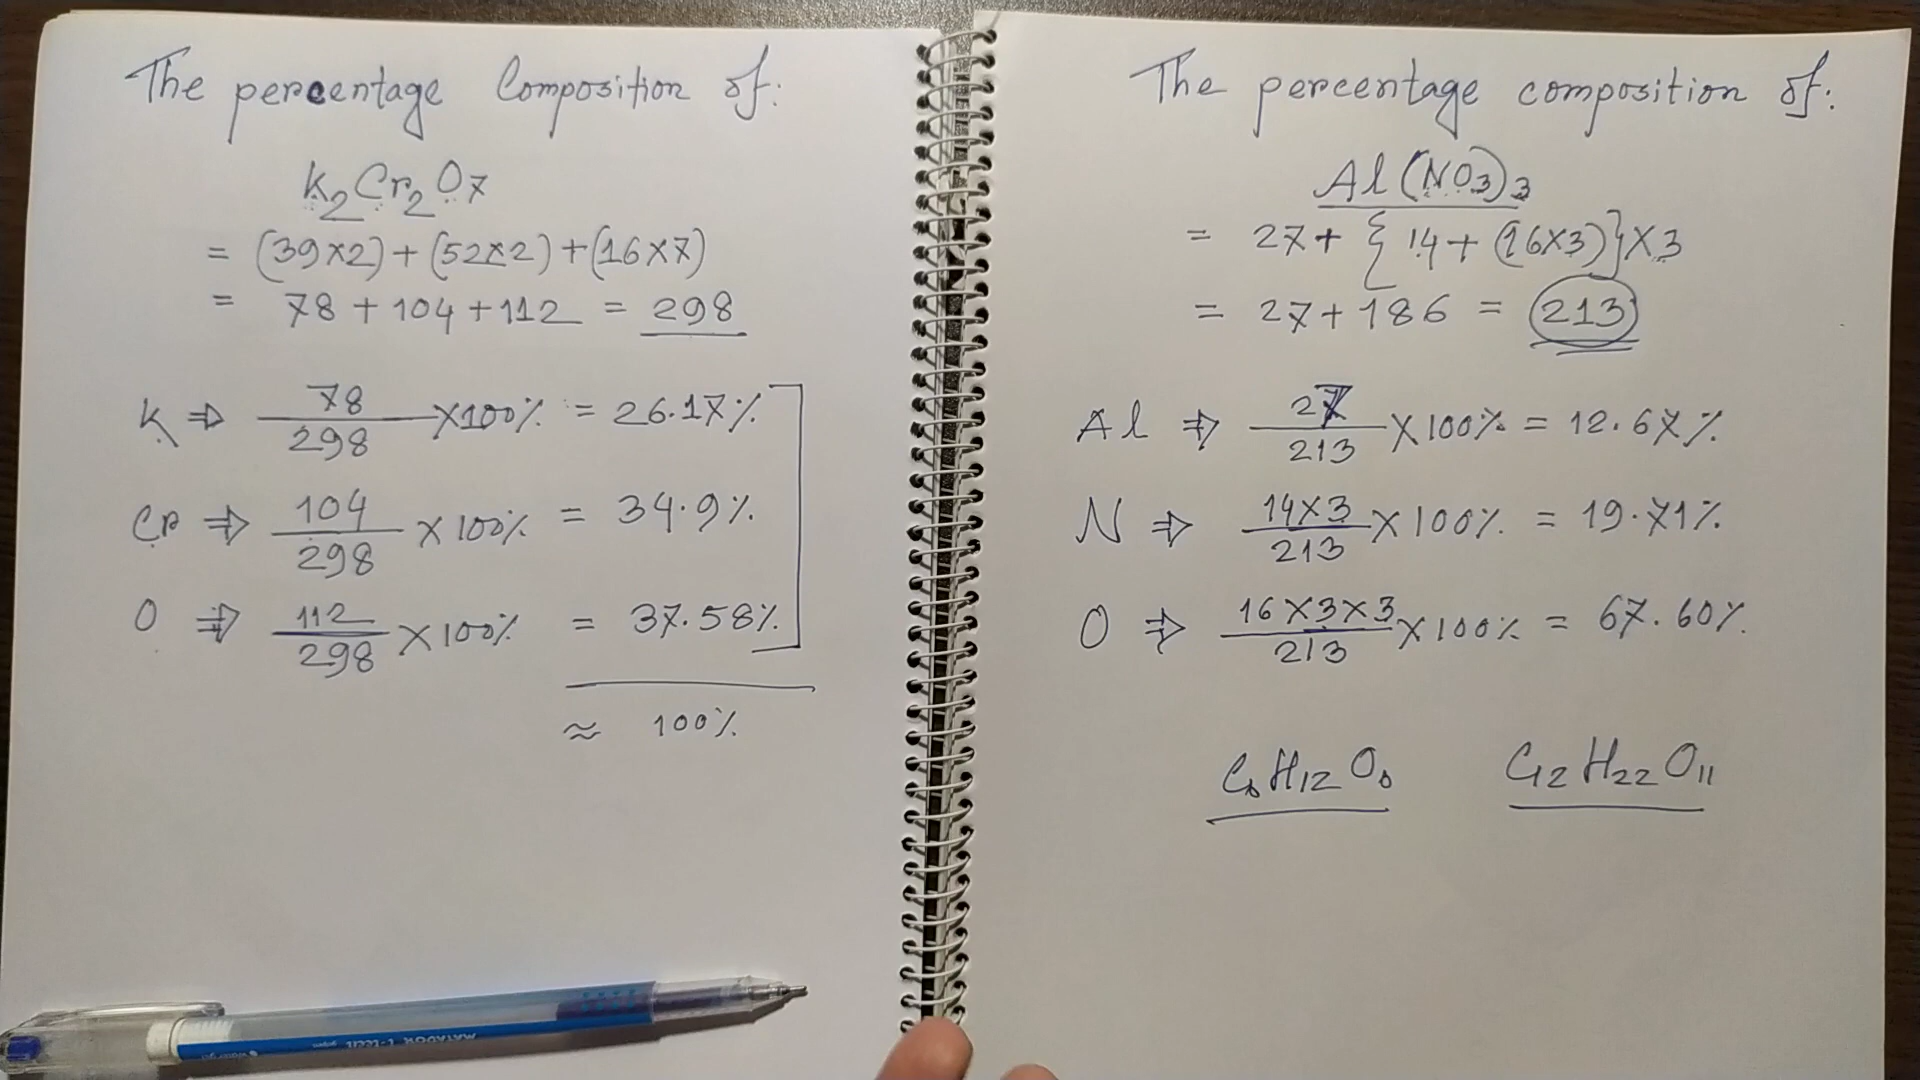 The percentage Composition of:
K2Cr2O7
= (39×2)+(52×2)+(16×7)
= 78+104+112 = 298
K ⇒ 78/298 ×100% = 26.17%
Cr ⇒ 104/298 ×100% = 34.9%
O ⇒ 112/298 ×100% = 37.58%
≈ 100%
The percentage composition of:
Al(NO3)3
= 27+{14+(16×3)}×3
= 27+186 = 213
Al ⇒ 27/213 ×100% = 12.67%
N ⇒ 14×3/213 ×100% = 19.71%
O ⇒ 16×3×3/213 ×100% = 67.60%
C6H12O6 C12H22O11
MATADOR i-tecii